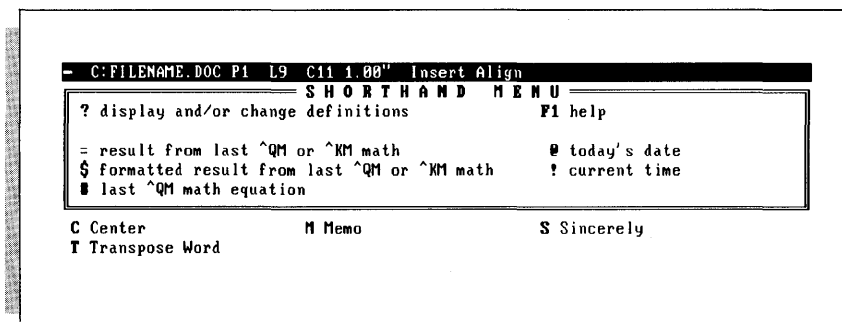 - C:FILENAME.DOC P1 L9 C11 1.00" Insert Align
SHORTHAND MENU
? display and/or change definitions F1 help
= result from last ^QM or ^KM math @ today's date
$ formatted result from last ^QM or ^KM math ! current time
# last ^QM math equation
C Center M Memo S Sincerely
T Transpose Word